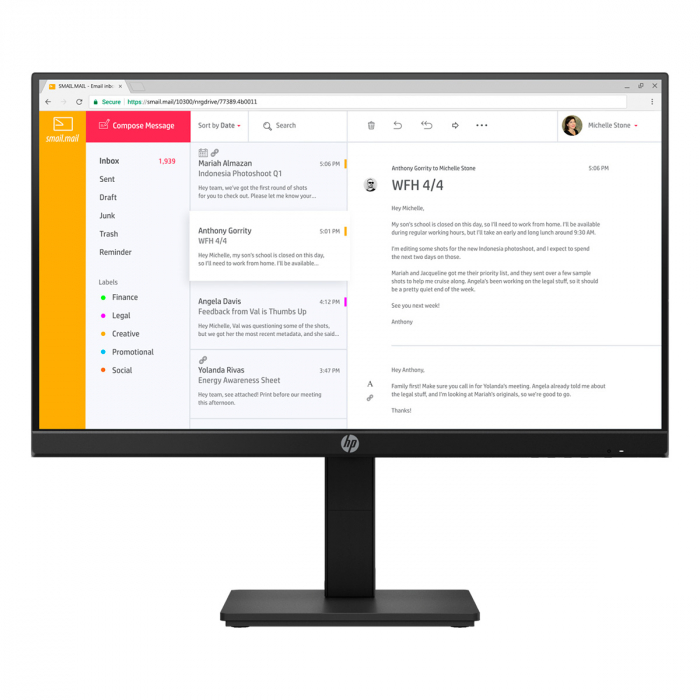 SMAIL.MAIL - Email inb
Secure https://smail.mail/10300/nrgdrive/77389.4b0011
smail.mail
Compose Message
Inbox 1,939
Sent
Draft
Junk
Trash
Reminder
Labels
Finance
Legal
Creative
Promotional
Social
Sort by Date
Search
Mariah Almazan 5:06 PM
Indonesia Photoshoot Q1
Hey team, we've got the first round of shots
for you to check out. Please let me know your...
Anthony Gorrity 5:01 PM
WFH 4/4
Hey Michelle, my son's school is closed on this day,
so I'll need to work from home. I'll be available...
Angela Davis 4:12 PM
Feedback from Val is Thumbs Up
Hey Michelle, Val was questioning some of the shots,
but we got her the most recent metadata, and she said...
Yolanda Rivas 3:47 PM
Energy Awareness Sheet
Hey team, see attached! Print before our meeting
this afternoon.
Michelle Stone
Anthony Gorrity to Michelle Stone 5:06 PM
WFH 4/4
Hey Michelle,
My son's school is closed on this day, so I'll need to work from home. I'll be available
during regular working hours, but I'll take an early and long lunch around 9:30 AM.
I'm editing some shots for the new Indonesia photoshoot, and I expect to spend
the next two days on those.
Mariah and Jacqueline got me their priority list, and they sent over a few sample
shots to help me cruise along. Angela's been working on the legal stuff, so it should
be a pretty quiet end of the week.
See you next week!
Anthony
Hey Anthony,
A
Family first! Make sure you call in for Yolanda's meeting. Angela already told me about
the legal stuff, and I'm looking at Mariah's originals, so we're good to go.
Thanks!
hp